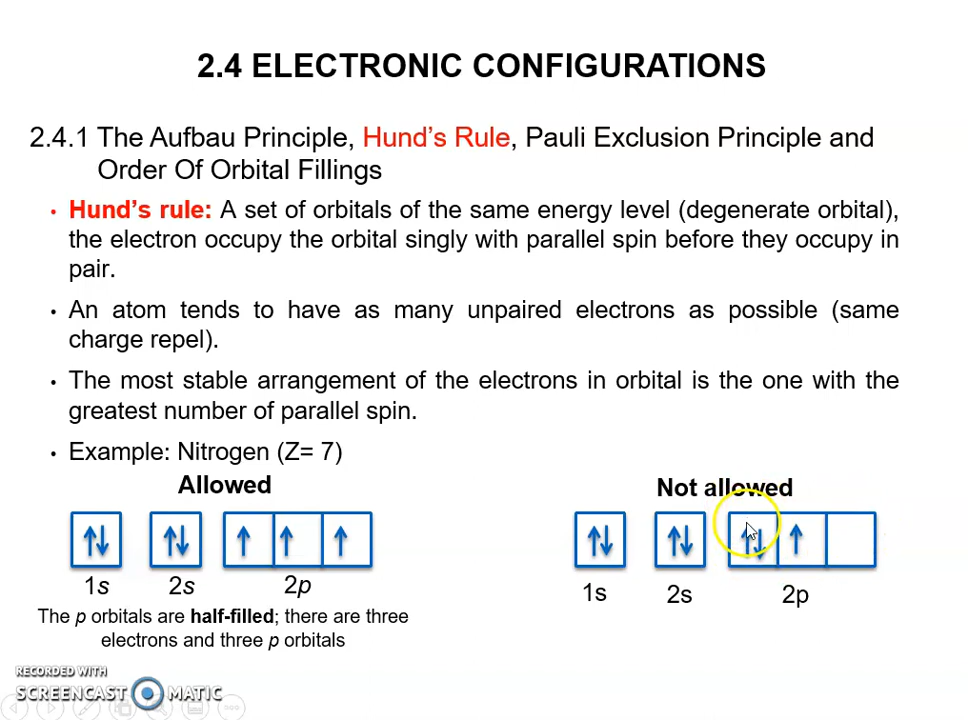 2.4 ELECTRONIC CONFIGURATIONS
2.4.1 The Aufbau Principle, Hund's Rule, Pauli Exclusion Principle and
Order Of Orbital Fillings
• Hund's rule: A set of orbitals of the same energy level (degenerate orbital),
the electron occupy the orbital singly with parallel spin before they occupy in
pair.
• An atom tends to have as many unpaired electrons as possible (same
charge repel).
• The most stable arrangement of the electrons in orbital is the one with the
greatest number of parallel spin.
• Example: Nitrogen (Z= 7)
Allowed
1s 2s 2p
The p orbitals are half-filled; there are three
electrons and three p orbitals
Not allowed
1s 2s 2p
RECORDED WITH
SCREENCAST MATIC